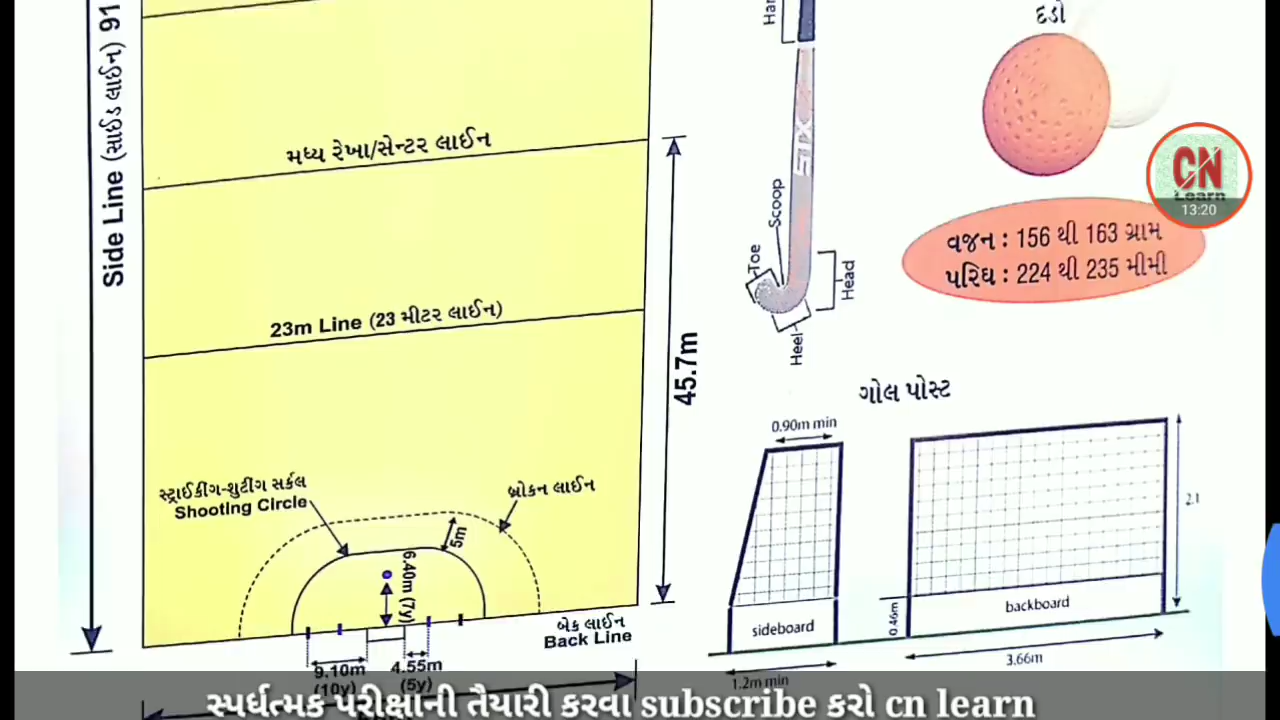 Side Line (સાઈડ લાઈન) 91
મધ્ય રેખા/સેન્ટર લાઈન
23m Line (23 મીટર લાઈન)
45.7m
સ્ટ્રાઈકીંગ-શુટીંગ સર્કલ
Shooting Circle
બ્રોકન લાઈન
5m
6.40m (7y)
બેક લાઈન
Back Line
9.10m
(10y)
4.55m
(5y)
Scoop
Toe
Head
Heel
STX
દડો
CN
Learn
13:20
વજન : 156 થી 163 ગ્રામ
પરિઘ : 224 થી 235 મીમી
ગોલ પોસ્ટ
0.90m min
sideboard
1.2m min
2.1
0.46m
backboard
3.66m
સ્પર્ધત્મક પરીક્ષાની તૈયારી કરવા subscribe કરો cn learn